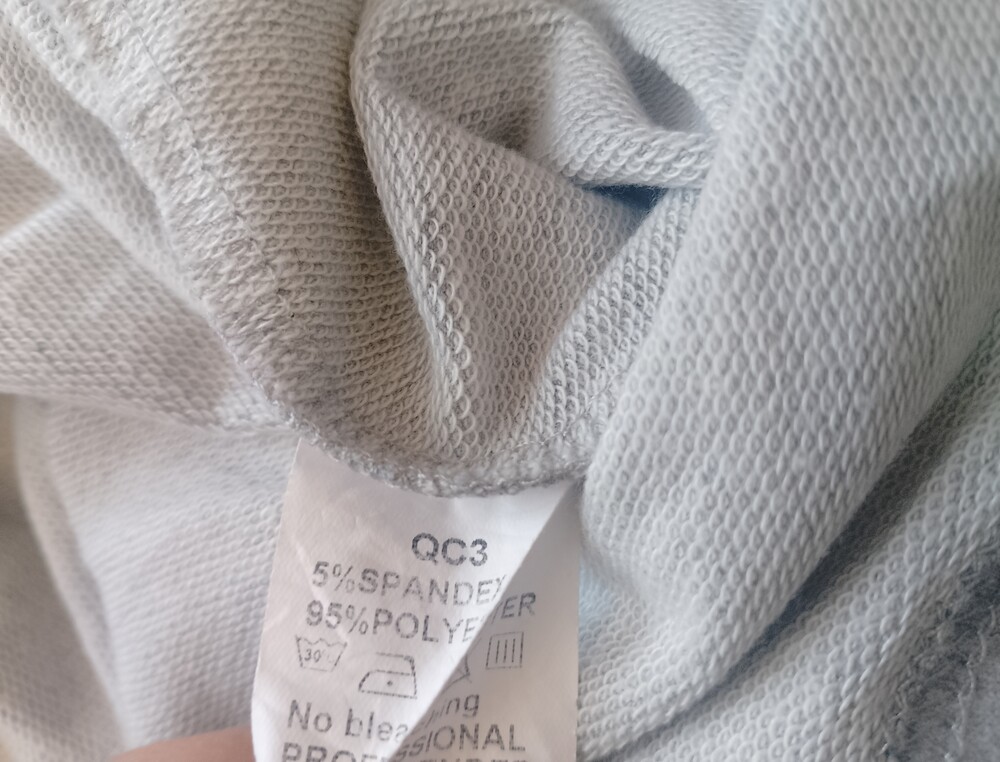 QC3
5%SPANDEX
95%POLYESTER
30
No bleaching
PROFESSIONAL